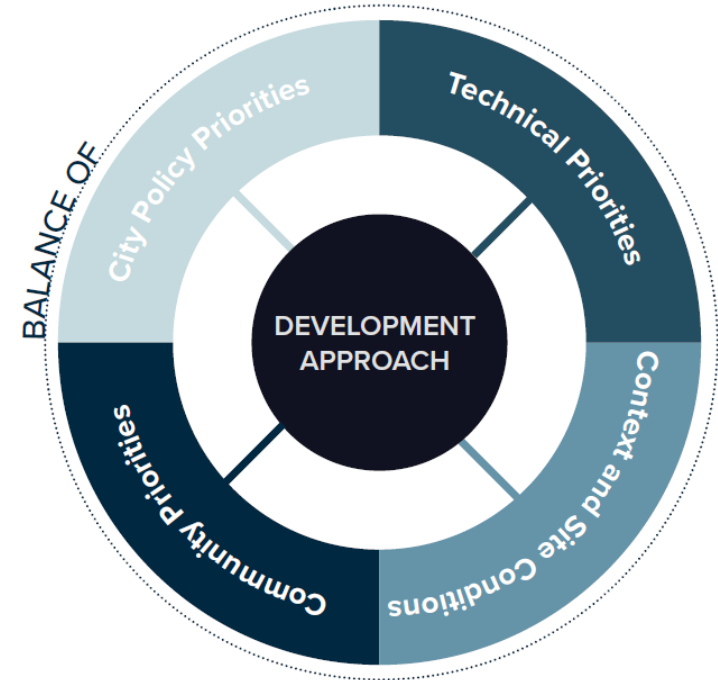 BALANCE OF
City Policy Priorities
Technical Priorities
Context and Site Conditions
Community Priorities
DEVELOPMENT
APPROACH